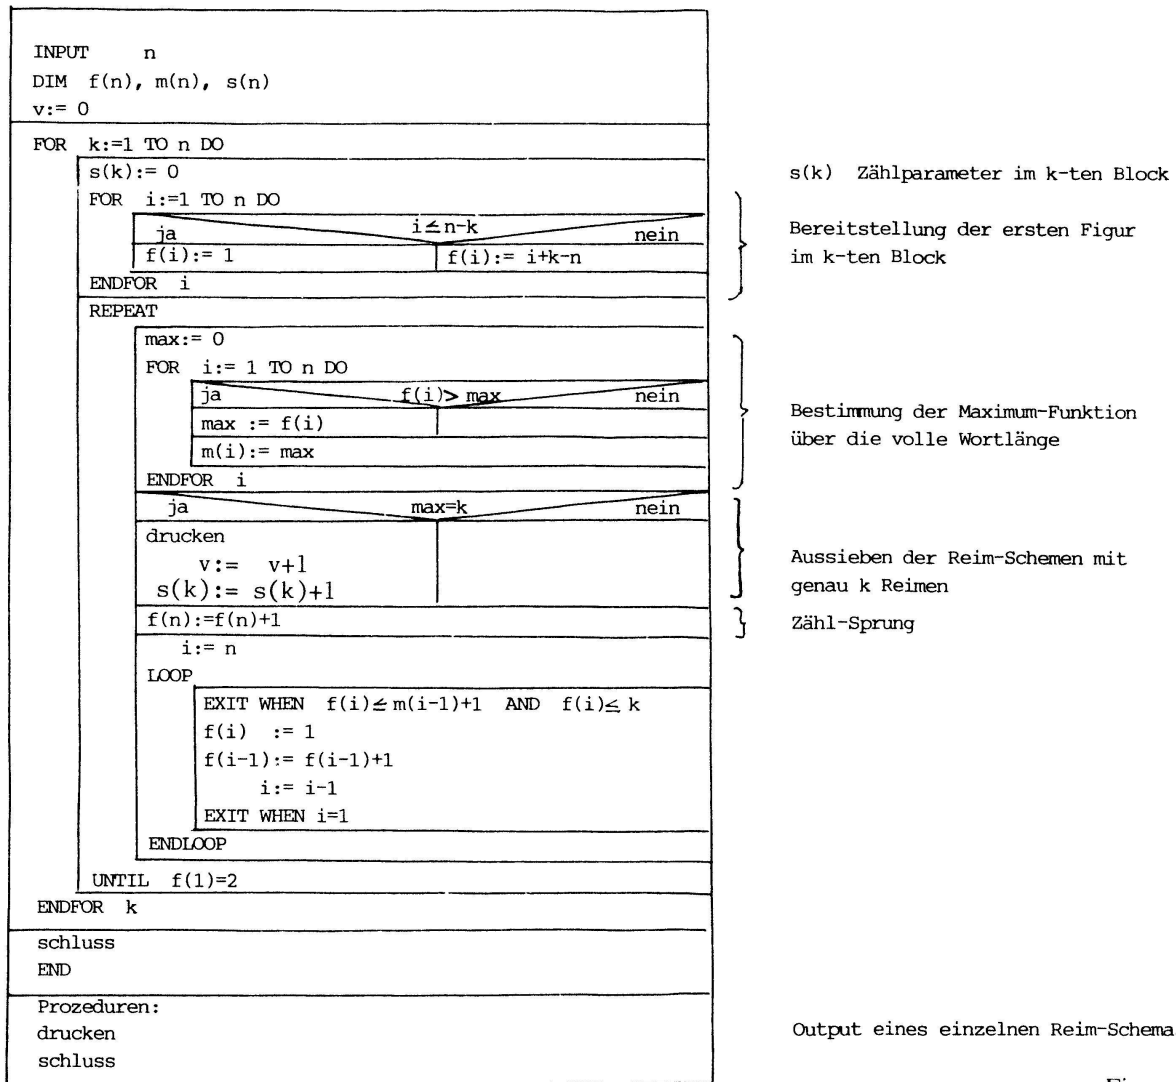 INPUT n
DIM f(n), m(n), s(n)
v:= 0
FOR k:=1 TO n DO
s(k):= 0
s(k) Zählparameter im k-ten Block
FOR i:=1 TO n DO
i≤n-k
ja
nein
f(i):= 1
f(i):= i+k-n
Bereitstellung der ersten Figur
im k-ten Block
ENDFOR i
REPEAT
max:= 0
FOR i:= 1 TO n DO
ja
f(i)> max
nein
max := f(i)
m(i):= max
Bestimmung der Maximum-Funktion
über die volle Wortlänge
ENDFOR i
ja
max=k
nein
drucken
v:= v+1
s(k):= s(k)+1
Aussieben der Reim-Schemen mit
genau k Reimen
f(n):=f(n)+1
Zähl-Sprung
i:= n
LOOP
EXIT WHEN f(i)≤m(i-1)+1 AND f(i)≤ k
f(i) := 1
f(i-1):= f(i-1)+1
i:= i-1
EXIT WHEN i=1
ENDLOOP
UNTIL f(1)=2
ENDFOR k
schluss
END
Prozeduren:
drucken
Output eines einzelnen Reim-Schema
schluss